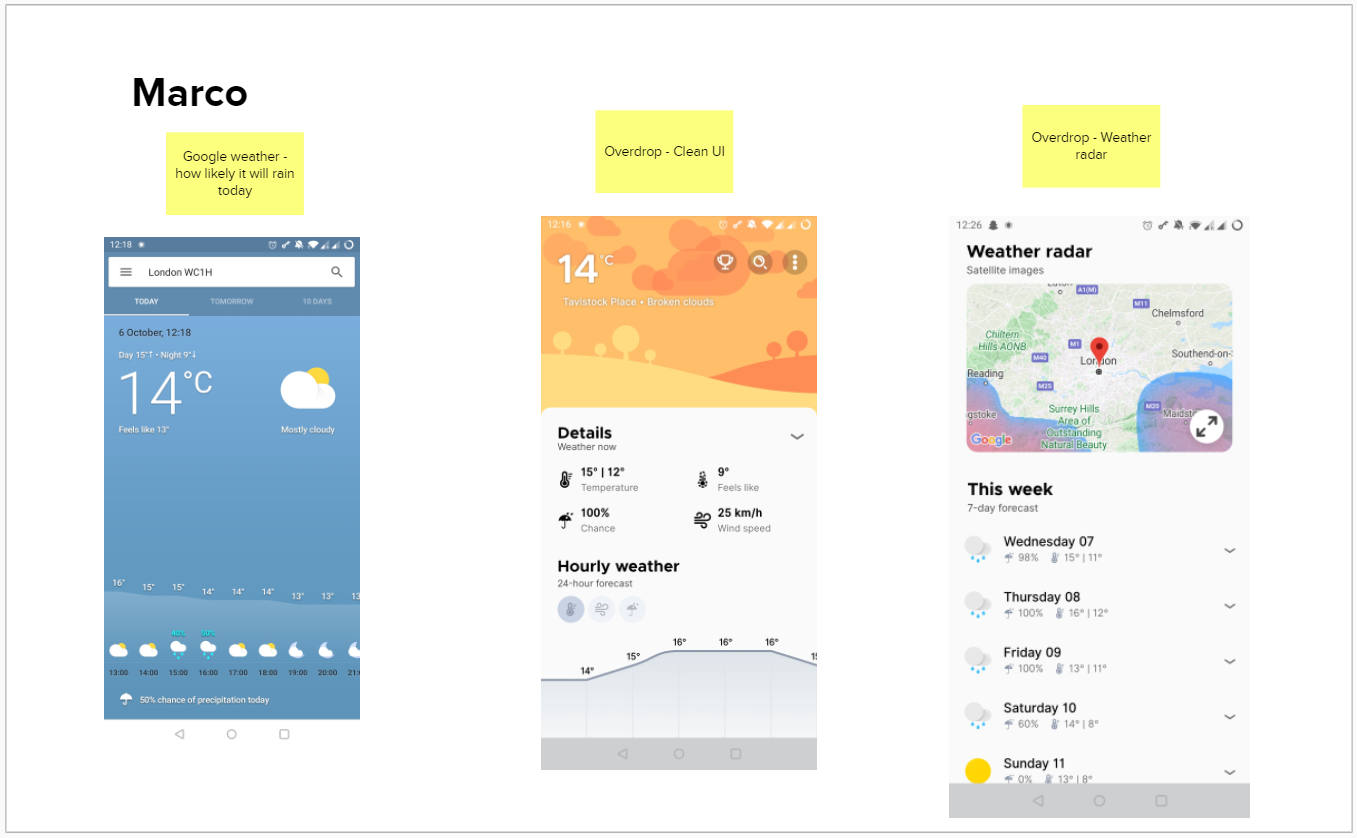 Marco
Google weather -
how likely it will rain
today
12:18
London WC1H
TODAY TOMORROW 10 DAYS
6 October, 12:18
Day 15°↑ • Night 9°↓
14°C
Feels like 13° Mostly cloudy
16° 15° 15° 14° 14° 14° 13° 13° 13
40% 50%
13:00 14:00 15:00 16:00 17:00 18:00 19:00 20:00 21:
50% chance of precipitation today
Overdrop - Clean UI
12:16
14°C
Tavistock Place • Broken clouds
Details
Weather now
15° | 12° 9°
Temperature Feels like
100% 25 km/h
Chance Wind speed
Hourly weather
24-hour forecast
14° 15° 16° 16° 16° 15
Overdrop - Weather
radar
12:26
Weather radar
Satellite images
A1(M)
M11
Chelmsford
Chiltern
Hills AONB
M1
M40
London
Southend-on-
Reading
M25
M20
Maidst
gstoke
Surrey Hills
Area of
Outstanding
Natural Beauty
Google
This week
7-day forecast
Wednesday 07
98% 15° | 11°
Thursday 08
100% 16° | 12°
Friday 09
100% 13° | 11°
Saturday 10
60% 14° | 8°
Sunday 11
0% 13° | 8°